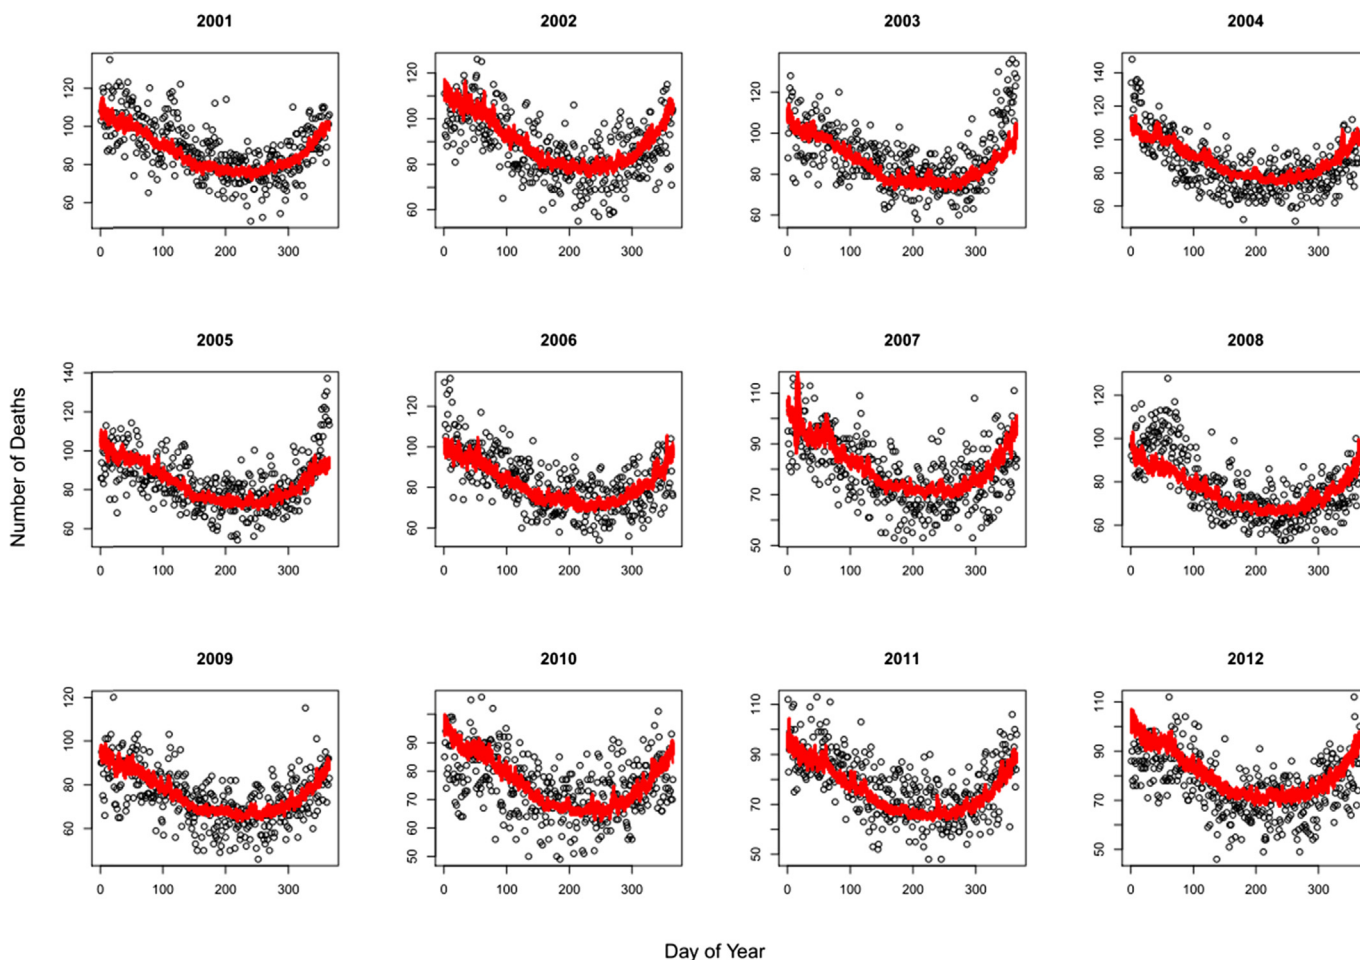 2001 2002 2003 2004
140
120 120 120 120
100 100 100 100
80 80 80 80
60 60 60 60
0 100 200 300 0 100 200 300 0 100 200 300 0 100 200 300
Number of Deaths
2005 2006 2007 2008
140
120 120 110 120
100 100 90 100
80 80 70 80
60 60 50 60
0 100 200 300 0 100 200 300 0 100 200 300 0 100 200 300
2009 2010 2011 2012
120 90 110 110
100 80 90 90
80 70 70 70
60 60 50 50
50
0 100 200 300 0 100 200 300 0 100 200 300 0 100 200 300
Day of Year